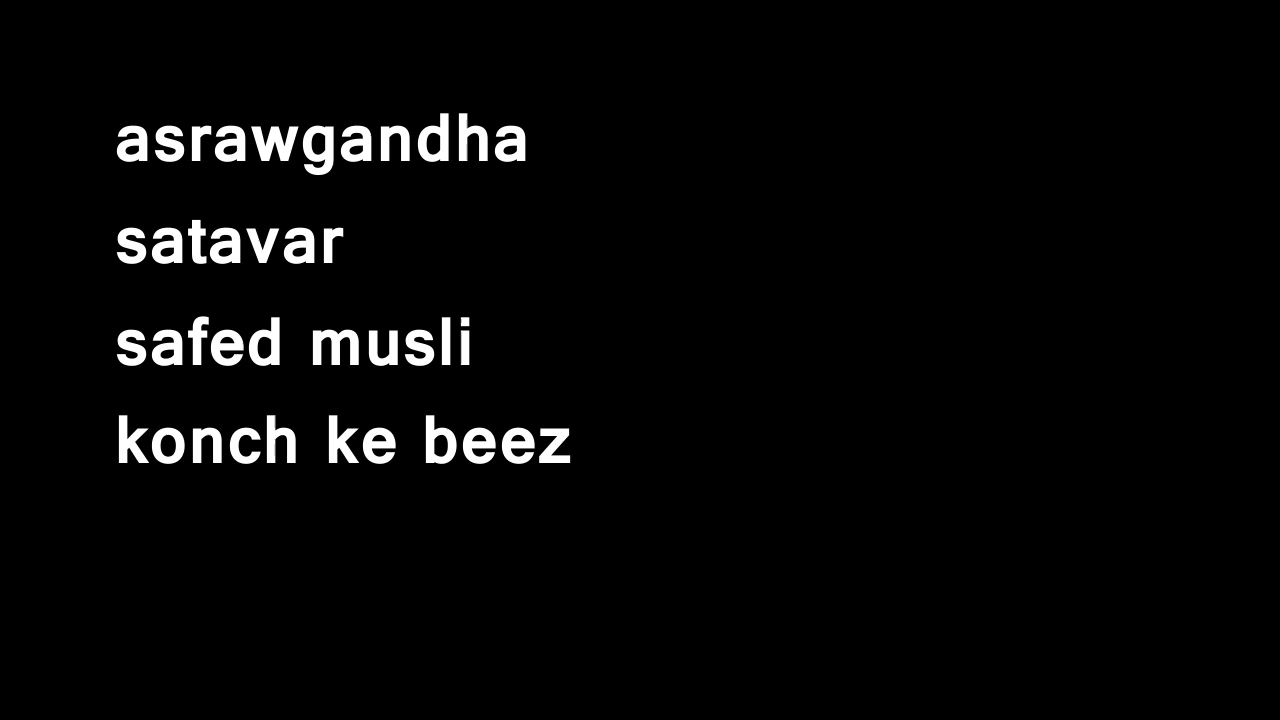 asrawgandha
satavar
safed musli
konch ke beez